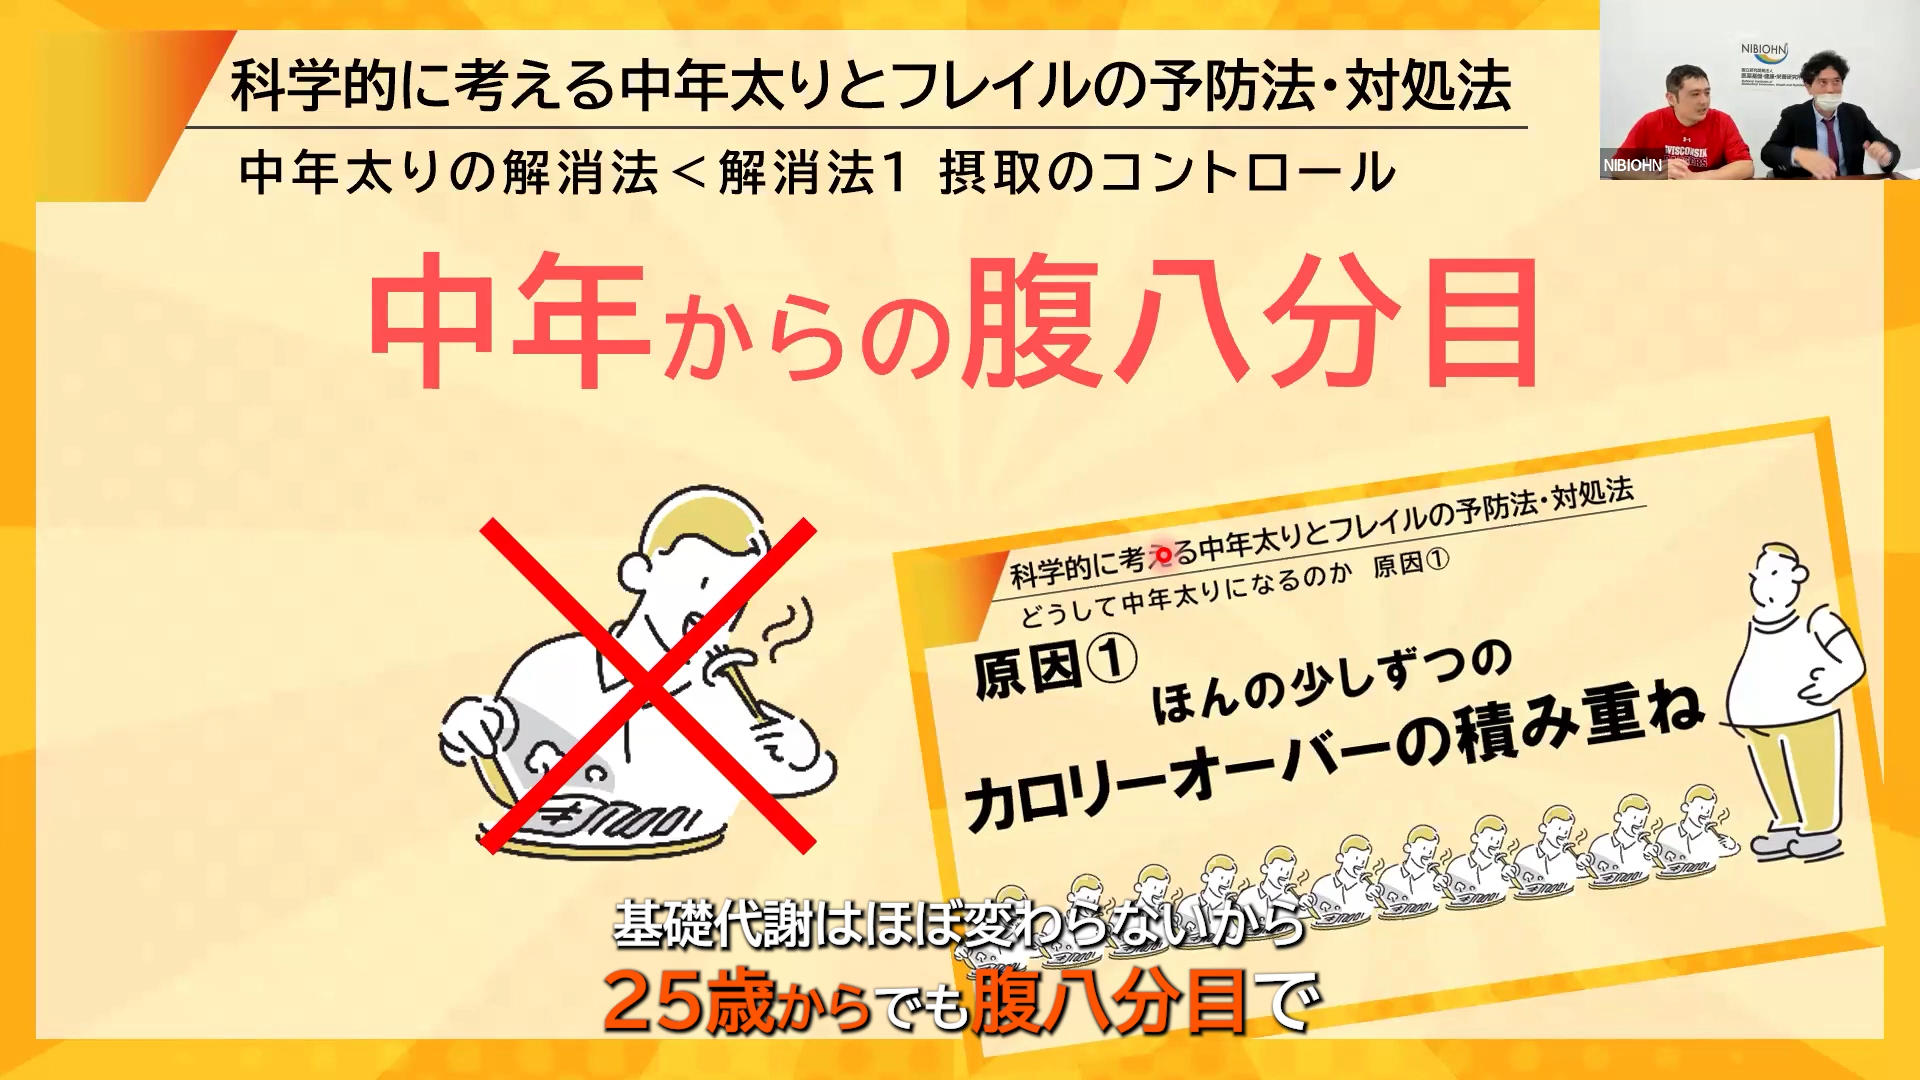 科学的に考える中年太りとフレイルの予防法・対処法
中年太りの解消法＜解消法1 摂取のコントロール
中年からの腹八分目
NIBIOHN
WISCONSIN
NIBIOHN
科学的に考える中年太りとフレイルの予防法・対処法
どうして中年太りになるのか 原因①
原因① ほんの少しずつの
カロリーオーバーの積み重ね
基礎代謝はほぼ変わらないから
25歳からでも腹八分目で